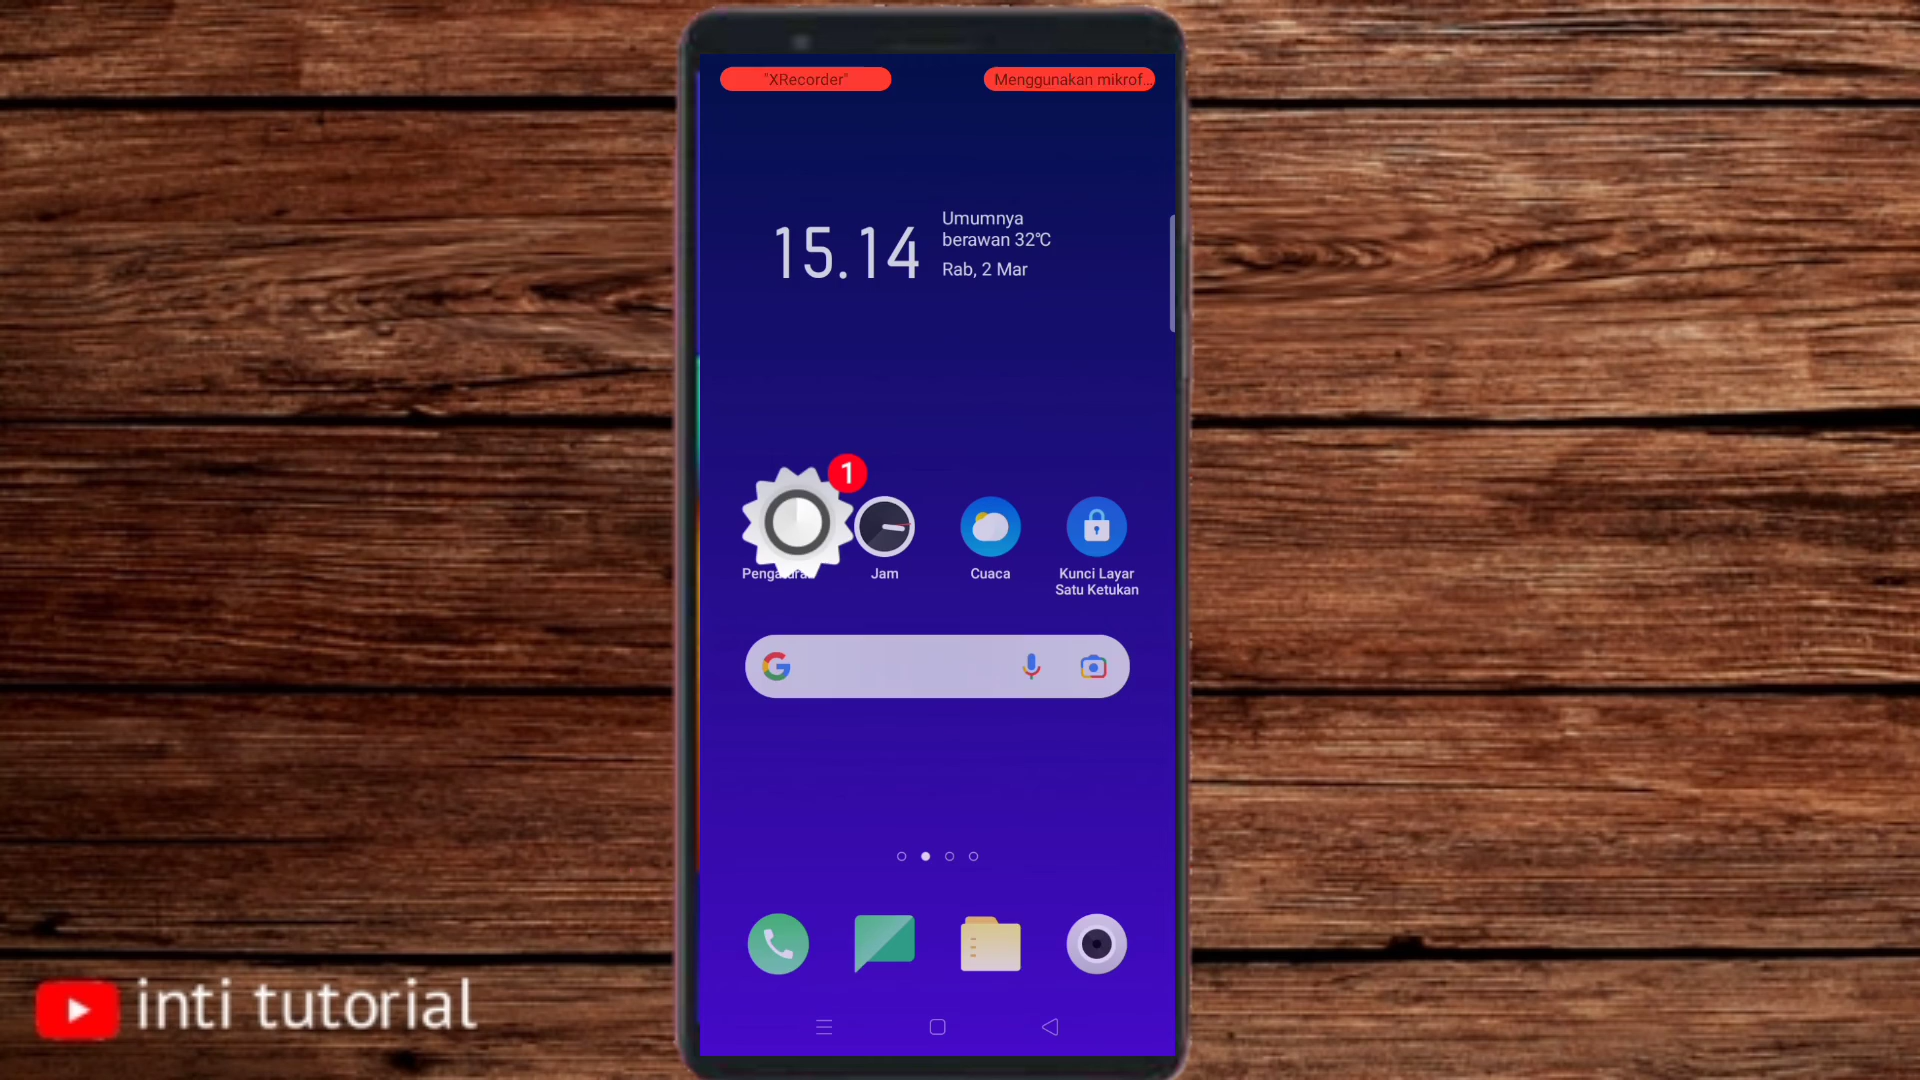 "XRecorder"
Menggunakan mikrof...
15.14
Umumnya
berawan 32°C
Rab, 2 Mar
1
Pengaturan
Jam
Cuaca
Kunci Layar
Satu Ketukan
inti tutorial